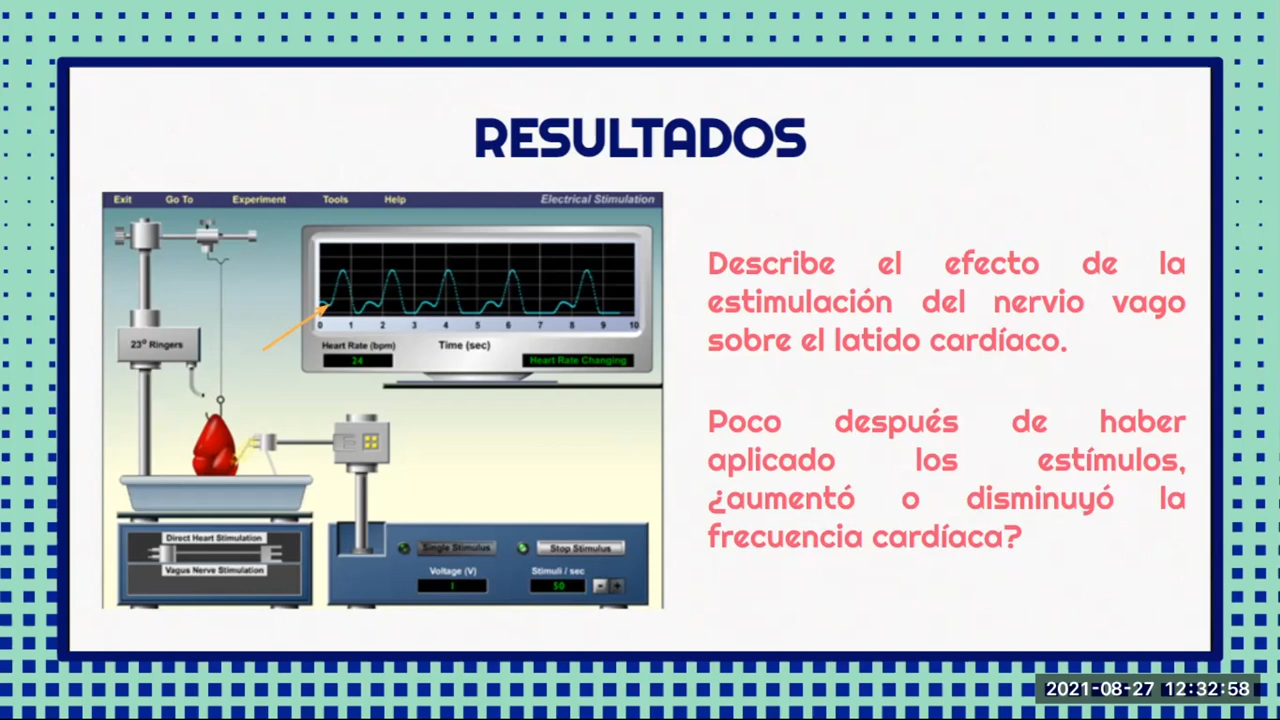 RESULTADOS
Exit Go To Experiment Tools Help Electrical Stimulation
0 1 2 3 4 5 6 7 8 9 10
Heart Rate (bpm) Time (sec)
24 Heart Rate Changing
23° Ringers
Direct Heart Stimulation
Vagus Nerve Stimulation
Single Stimulus Stop Stimulus
Voltage (V) Stimuli / sec
1 50 - +
Describe el efecto de la
estimulación del nervio vago
sobre el latido cardíaco.
Poco después de haber
aplicado los estímulos,
¿aumentó o disminuyó la
frecuencia cardíaca?
2021-08-27 12:32:58